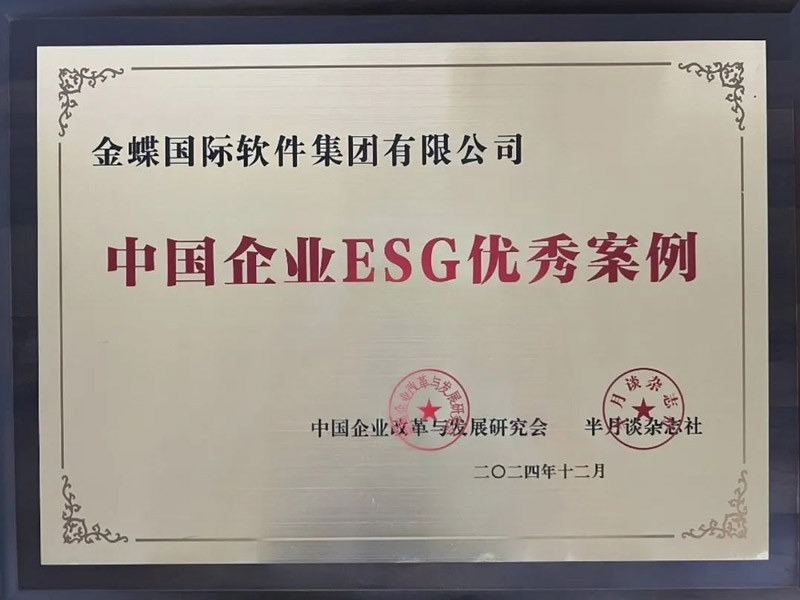 金蝶国际软件集团有限公司
中国企业ESG优秀案例
中国企业改革与发展研究会 半月谈杂志社
二〇二四年十二月